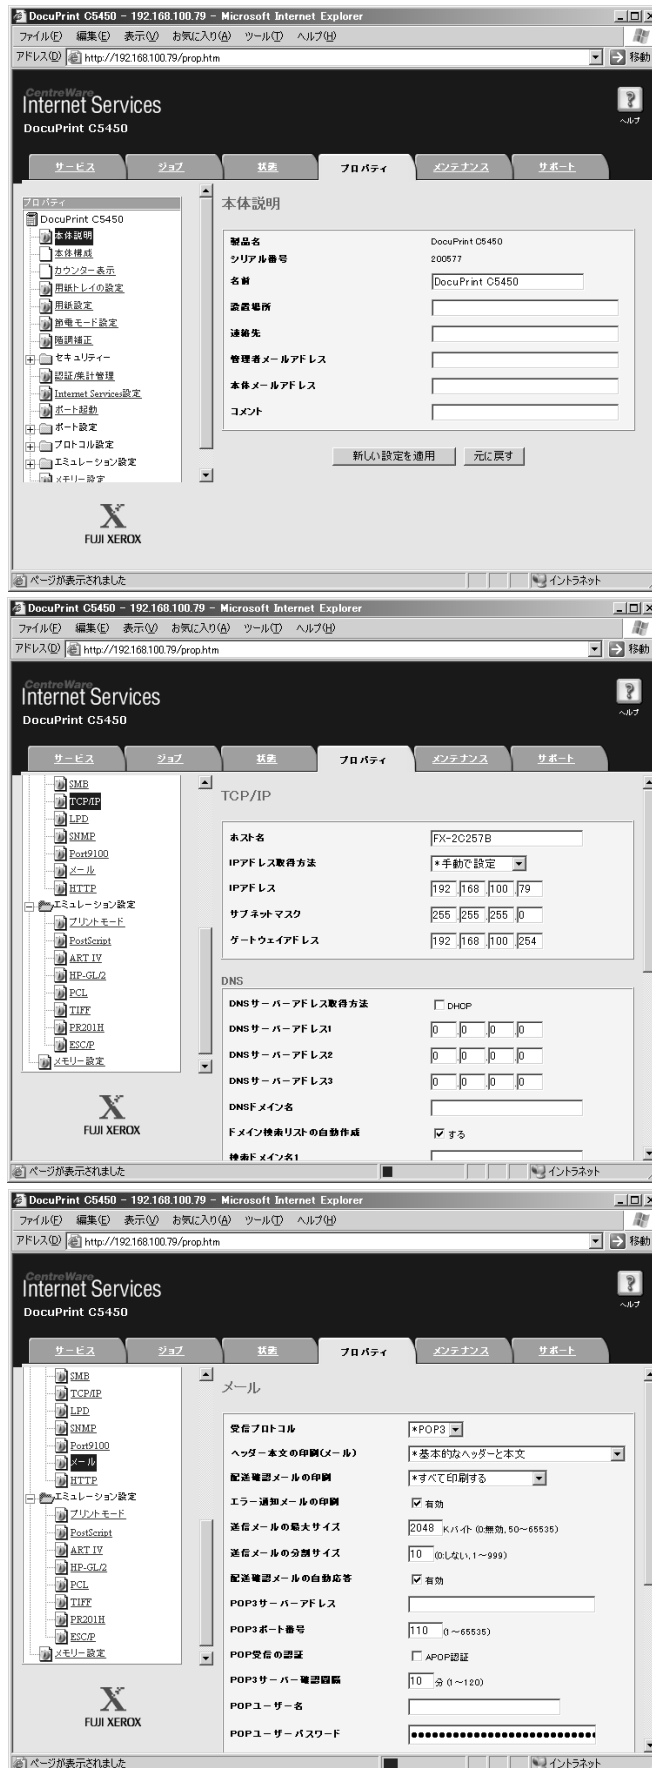 DocuPrint C5450 - 192.168.100.79 - Microsoft Internet Explorer
ファイル(F) 編集(E) 表示(V) お気に入り(A) ツール(T) ヘルプ(H)
アドレス(D) http://192.168.100.79/prop.htm 移動
CentreWare
Internet Services
DocuPrint C5450
ヘルプ
サービス ジョブ 状態 プロパティ メンテナンス サポート
プロパティ
DocuPrint C5450
本体説明
本体構成
カウンター表示
用紙トレイの設定
用紙設定
節電モード設定
階調補正
セキュリティー
認証/集計管理
Internet Services設定
ポート起動
ポート設定
プロトコル設定
エミュレーション設定
メモリー設定
FUJI XEROX
本体説明
製品名 DocuPrint C5450
シリアル番号 200577
名前 DocuPrint C5450
設置場所
連絡先
管理者メールアドレス
本体メールアドレス
コメント
新しい設定を適用 元に戻す
ページが表示されました イントラネット
DocuPrint C5450 - 192.168.100.79 - Microsoft Internet Explorer
ファイル(F) 編集(E) 表示(V) お気に入り(A) ツール(T) ヘルプ(H)
アドレス(D) http://192.168.100.79/prop.htm 移動
CentreWare
Internet Services
DocuPrint C5450
ヘルプ
サービス ジョブ 状態 プロパティ メンテナンス サポート
SMB
TCP/IP
LPD
SNMP
Port9100
メール
HTTP
エミュレーション設定
プリントモード
PostScript
ART IV
HP-GL/2
PCL
TIFF
PR201H
ESC/P
メモリー設定
FUJI XEROX
TCP/IP
ホスト名 FX-2C257B
IPアドレス取得方法 *手動で設定
IPアドレス 192 .168 .100 .79
サブネットマスク 255 .255 .255 .0
ゲートウェイアドレス 192 .168 .100 .254
DNS
DNSサーバーアドレス取得方法 DHCP
DNSサーバーアドレス1 0 .0 .0 .0
DNSサーバーアドレス2 0 .0 .0 .0
DNSサーバーアドレス3 0 .0 .0 .0
DNSドメイン名
ドメイン検索リストの自動作成 する
検索ドメイン名1
ページが表示されました イントラネット
DocuPrint C5450 - 192.168.100.79 - Microsoft Internet Explorer
ファイル(F) 編集(E) 表示(V) お気に入り(A) ツール(T) ヘルプ(H)
アドレス(D) http://192.168.100.79/prop.htm 移動
CentreWare
Internet Services
DocuPrint C5450
ヘルプ
サービス ジョブ 状態 プロパティ メンテナンス サポート
SMB
TCP/IP
LPD
SNMP
Port9100
メール
HTTP
エミュレーション設定
プリントモード
PostScript
ART IV
HP-GL/2
PCL
TIFF
PR201H
ESC/P
メモリー設定
FUJI XEROX
メール
受信プロトコル *POP3
ヘッダー本文の印刷(メール) *基本的なヘッダーと本文
配送確認メールの印刷 *すべて印刷する
エラー通知メールの印刷 有効
送信メールの最大サイズ 2048 Kバイト (0:無効, 50～65535)
送信メールの分割サイズ 10 (0:しない, 1～999)
配送確認メールの自動応答 有効
POP3サーバーアドレス
POP3ポート番号 110 (1～65535)
POP受信の認証 APOP認証
POP3サーバー確認間隔 10 分 (1～120)
POPユーザー名
POPユーザーパスワード
ページが表示されました イントラネット